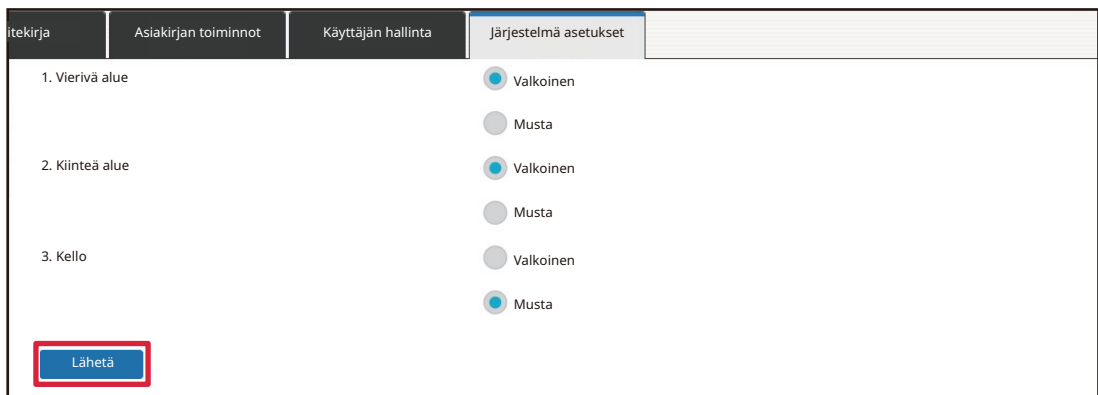 itekirja Asiakirjan toiminnot Käyttäjän hallinta Järjestelmä asetukset
1. Vierivä alue Valkoinen
Musta
2. Kiinteä alue Valkoinen
Musta
3. Kello Valkoinen
Musta
Lähetä